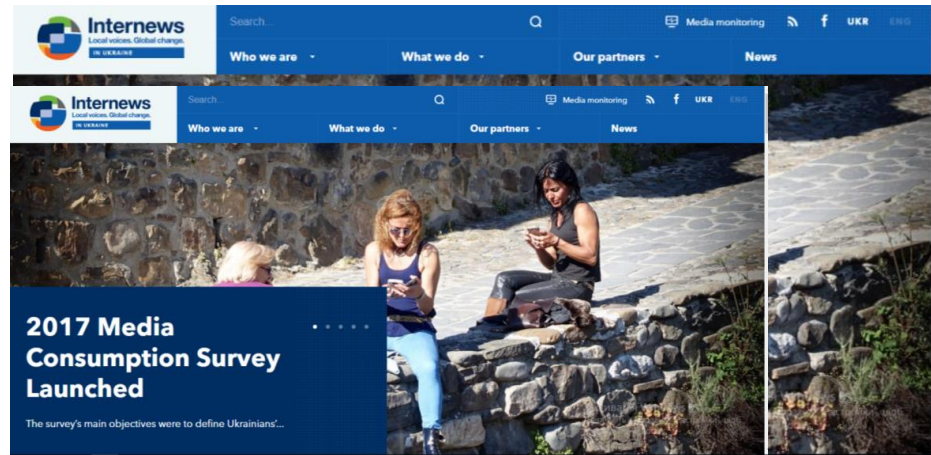 Internews
Local voices. Global change.
IN UKRAINE
Search...
Media monitoring
f
UKR
ENG
Who we are
What we do
Our partners
News
Internews
Local voices. Global change.
IN UKRAINE
Search...
Media monitoring
f
UKR
ENG
Who we are
What we do
Our partners
News
2017 Media
Consumption Survey
Launched
The survey's main objectives were to define Ukrainians'...